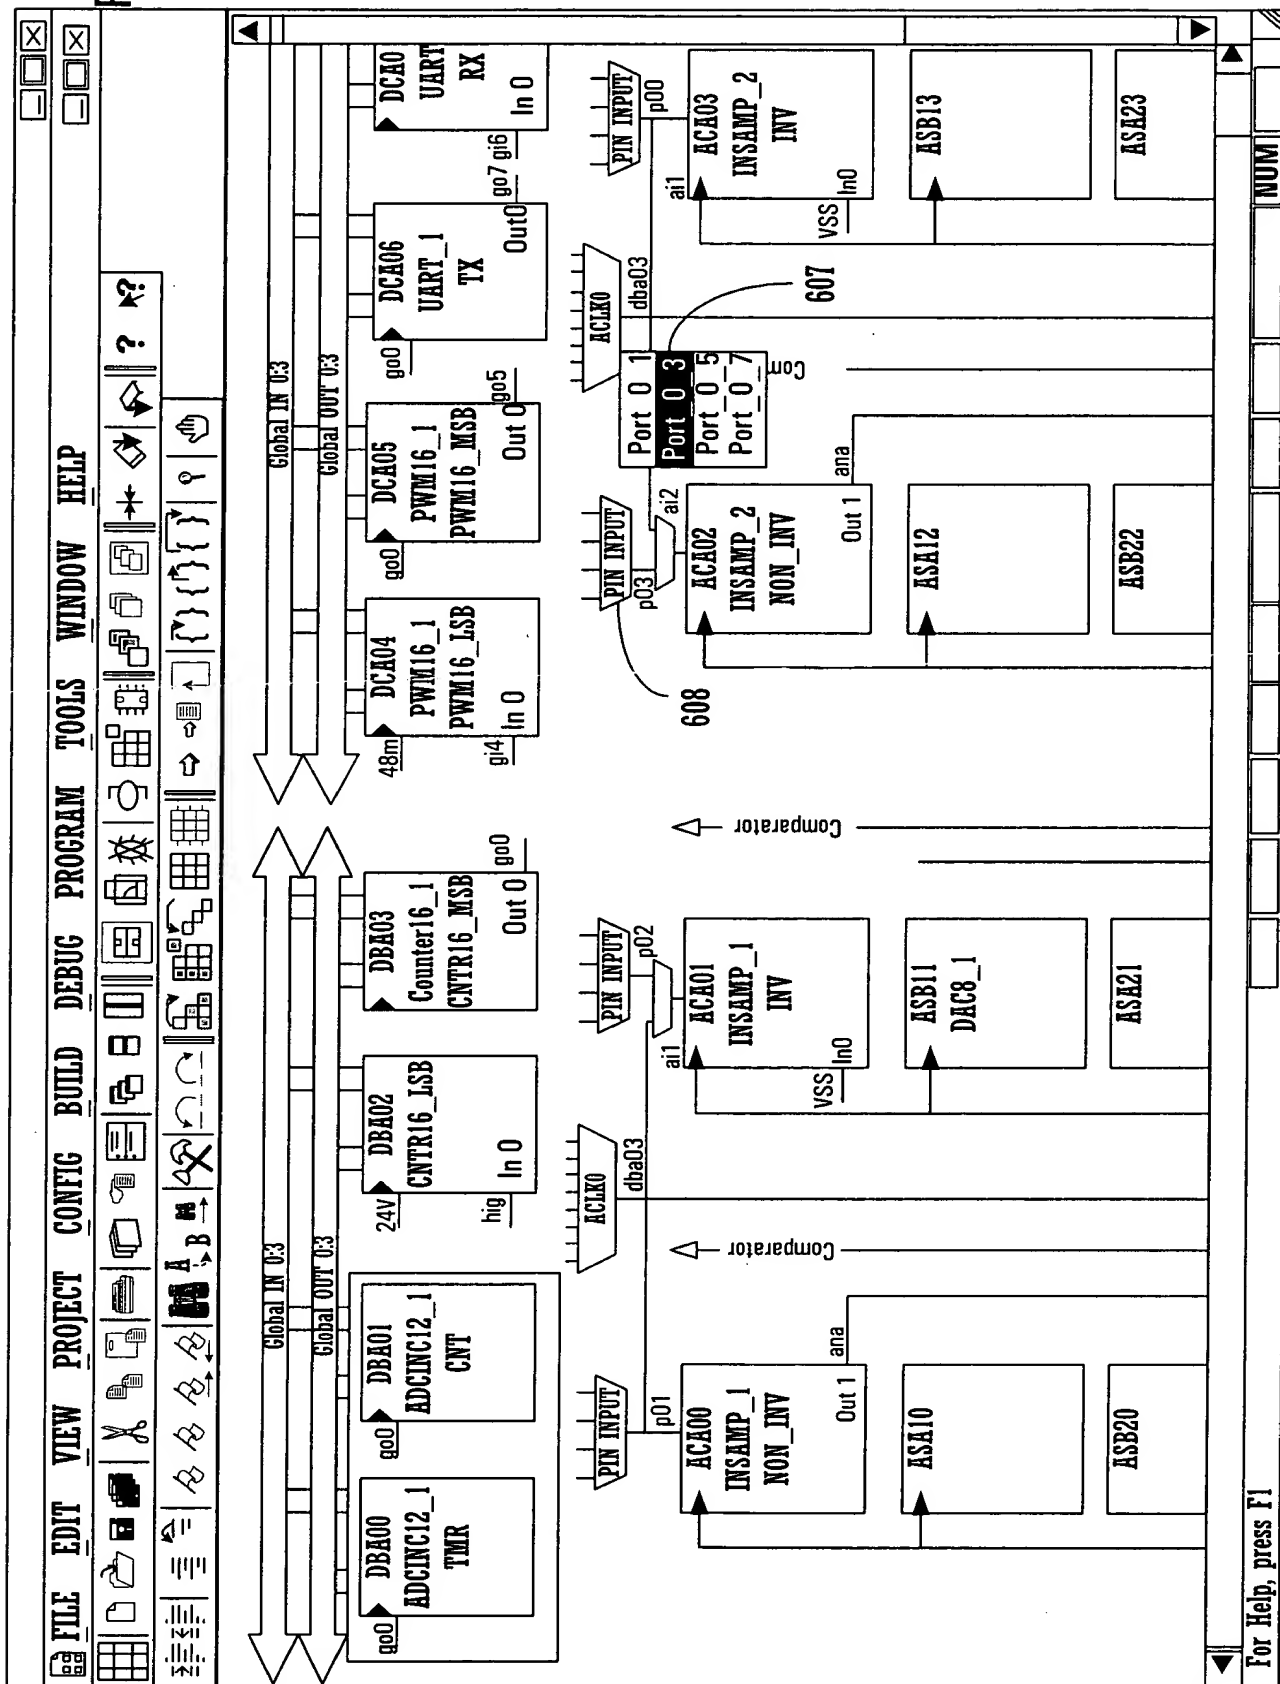 FILE EDIT VIEW PROJECT CONFIG BUILD DEBUG PROGRAM TOOLS WINDOW HELP
A
B
? ?
{ } { } { } { }
Global IN 0:3
Global IN 0:3
Global OUT 0:3
Global OUT 0:3
go0
DBA00
ADCINC12_1
TMR
go0
DBA01
ADCINC12_1
CNT
24V
DBA02
CNTR16_LSB
In 0
hig
DBA03
Counter16_1
CNTR16_MSB
Out 0
go0
48m
DCA04
PWM16_1
PWM16_LSB
In 0
gi4
go0
DCA05
PWM16_1
PWM16_MSB
Out 0
go5
go0
DCA06
UART_1
TX
Out0
go7
gi6
DCA0
UART
RX
In 0
PIN INPUT
p01
ACLK0
dba03
PIN INPUT
p02
PIN INPUT
p03
ACLK0
dba03
PIN INPUT
p00
Port_0_1
Port_0_3
Port_0_5
Port_0_7
607
608
Com
ACA00
INSAMP_1
NON_INV
Out 1
ana
Comparator
ai1
ACA01
INSAMP_1
INV
VSS
In0
Comparator
ai2
ACA02
INSAMP_2
NON_INV
Out 1
ana
ai1
ACA03
INSAMP_2
INV
VSS
In0
ASA10
ASB11
DAC8_1
ASA12
ASB13
ASB20
ASA21
ASB22
ASA23
For Help, press F1
NUM